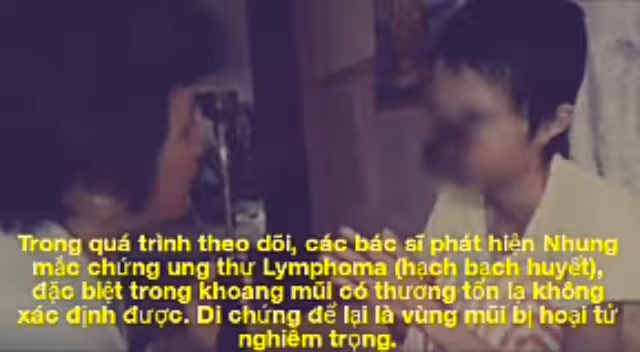 Trong quá trình theo dõi, các bác sĩ phát hiện Nhung
mắc chứng ung thư Lymphoma (hạch bạch huyết),
đặc biệt trong khoang mũi có thương tổn lạ không
xác định được. Di chứng để lại là vùng mũi bị hoại tử
nghiêm trọng.